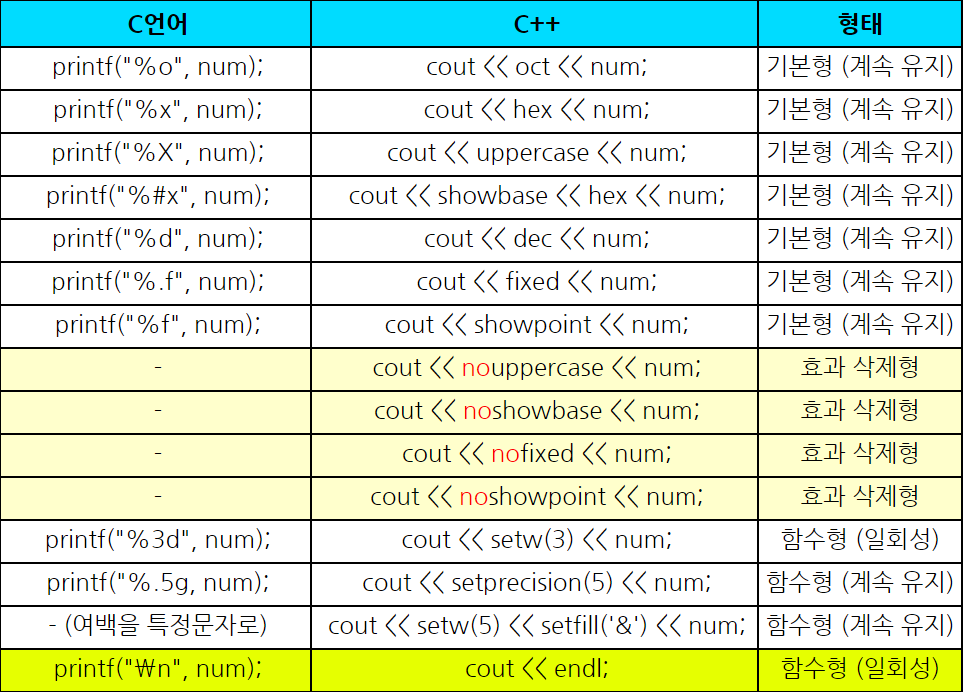 C언어 C++ 형태
printf("%o", num); cout << oct << num; 기본형 (계속 유지)
printf("%x", num); cout << hex << num; 기본형 (계속 유지)
printf("%X", num); cout << uppercase << num; 기본형 (계속 유지)
printf("%#x", num); cout << showbase << hex << num; 기본형 (계속 유지)
printf("%d", num); cout << dec << num; 기본형 (계속 유지)
printf("%.f", num); cout << fixed << num; 기본형 (계속 유지)
printf("%f", num); cout << showpoint << num; 기본형 (계속 유지)
- cout << nouppercase << num; 효과 삭제형
- cout << noshowbase << num; 효과 삭제형
- cout << nofixed << num; 효과 삭제형
- cout << noshowpoint << num; 효과 삭제형
printf("%3d", num); cout << setw(3) << num; 함수형 (일회성)
printf("%.5g, num); cout << setprecision(5) << num; 함수형 (계속 유지)
- (여백을 특정문자로) cout << setw(5) << setfill('&') << num; 함수형 (계속 유지)
printf("₩n", num); cout << endl; 함수형 (일회성)